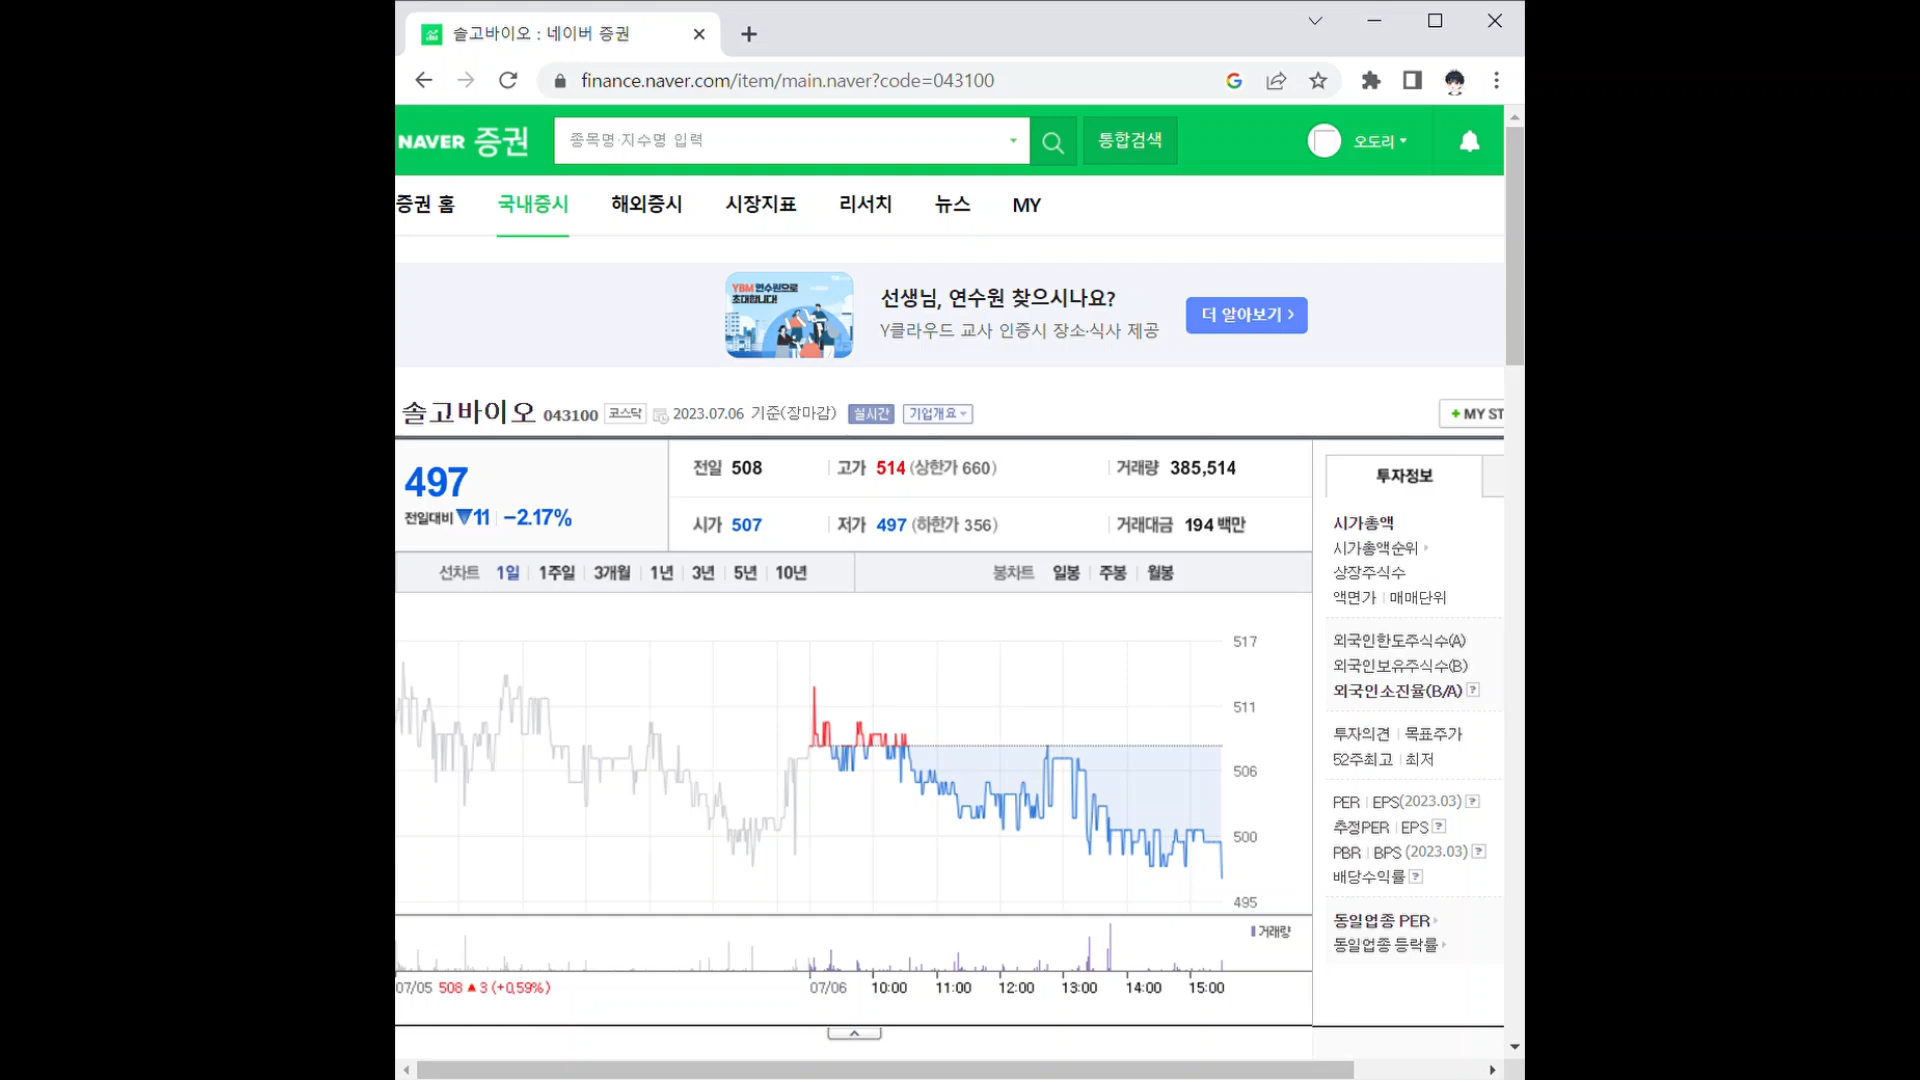 솔고바이오 : 네이버 증권
finance.naver.com/item/main.naver?code=043100
NAVER 증권 종목명·지수명 입력 통합검색 오토리
증권 홈 국내증시 해외증시 시장지표 리서치 뉴스 MY
YBM 연수원으로
초대합니다!
선생님, 연수원 찾으시나요?
Y클라우드 교사 인증시 장소·식사 제공
더 알아보기 >
솔고바이오 043100 코스닥 2023.07.06 기준(장마감) 실시간 기업개요
+ MY ST
497
전일대비 ▼11 -2.17%
전일 508 고가 514 (상한가 660) 거래량 385,514
시가 507 저가 497 (하한가 356) 거래대금 194 백만
선차트 1일 1주일 3개월 1년 3년 5년 10년 봉차트 일봉 주봉 월봉
517
511
506
500
495
거래량
07/05 508 ▲ 3 (+0.59%) 07/06 10:00 11:00 12:00 13:00 14:00 15:00
투자정보
시가총액
시가총액순위
상장주식수
액면가 | 매매단위
외국인한도주식수(A)
외국인보유주식수(B)
외국인소진율(B/A) ?
투자의견 | 목표주가
52주최고 | 최저
PER | EPS(2023.03) ?
추정PER | EPS ?
PBR | BPS (2023.03) ?
배당수익률 ?
동일업종 PER
동일업종 등락률